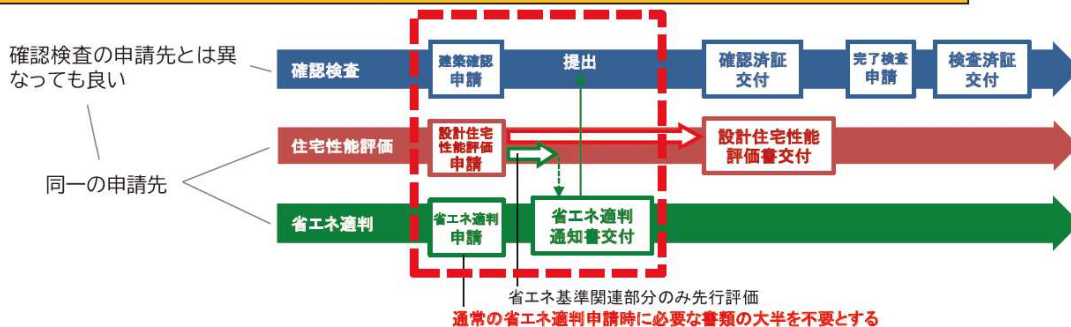 確認検査の申請先とは異
なっても良い
同一の申請先
確認検査
建築確認
申請
提出
確認済証
交付
完了検査
申請
検査済証
交付
住宅性能評価
設計住宅
性能評価
申請
設計住宅性能
評価書交付
省エネ適判
省エネ適判
申請
省エネ適判
通知書交付
省エネ基準関連部分のみ先行評価
通常の省エネ適判申請時に必要な書類の大半を不要とする